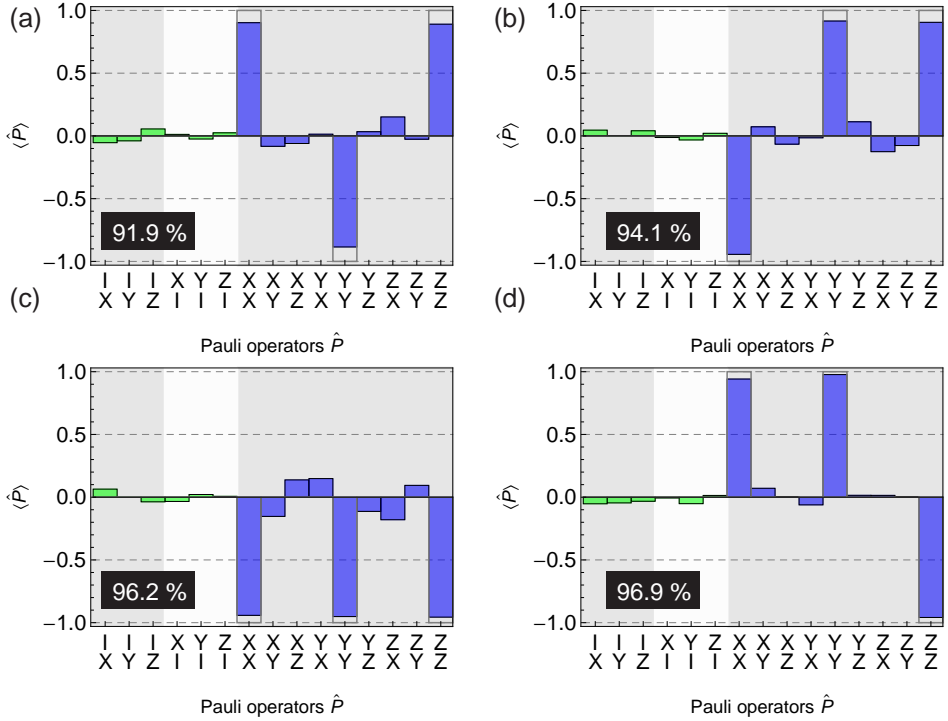 (a)
1.0
0.5
0.0
−0.5
−1.0
⟨P̂⟩
91.9 %
I I I X Y Z X X X Y Y Y Z Z Z
X Y Z I I I X Y Z X Y Z X Y Z
Pauli operators P̂
(b)
1.0
0.5
0.0
−0.5
−1.0
⟨P̂⟩
94.1 %
I I I X Y Z X X X Y Y Y Z Z Z
X Y Z I I I X Y Z X Y Z X Y Z
Pauli operators P̂
(c)
1.0
0.5
0.0
−0.5
−1.0
⟨P̂⟩
96.2 %
I I I X Y Z X X X Y Y Y Z Z Z
X Y Z I I I X Y Z X Y Z X Y Z
Pauli operators P̂
(d)
1.0
0.5
0.0
−0.5
−1.0
⟨P̂⟩
96.9 %
I I I X Y Z X X X Y Y Y Z Z Z
X Y Z I I I X Y Z X Y Z X Y Z
Pauli operators P̂